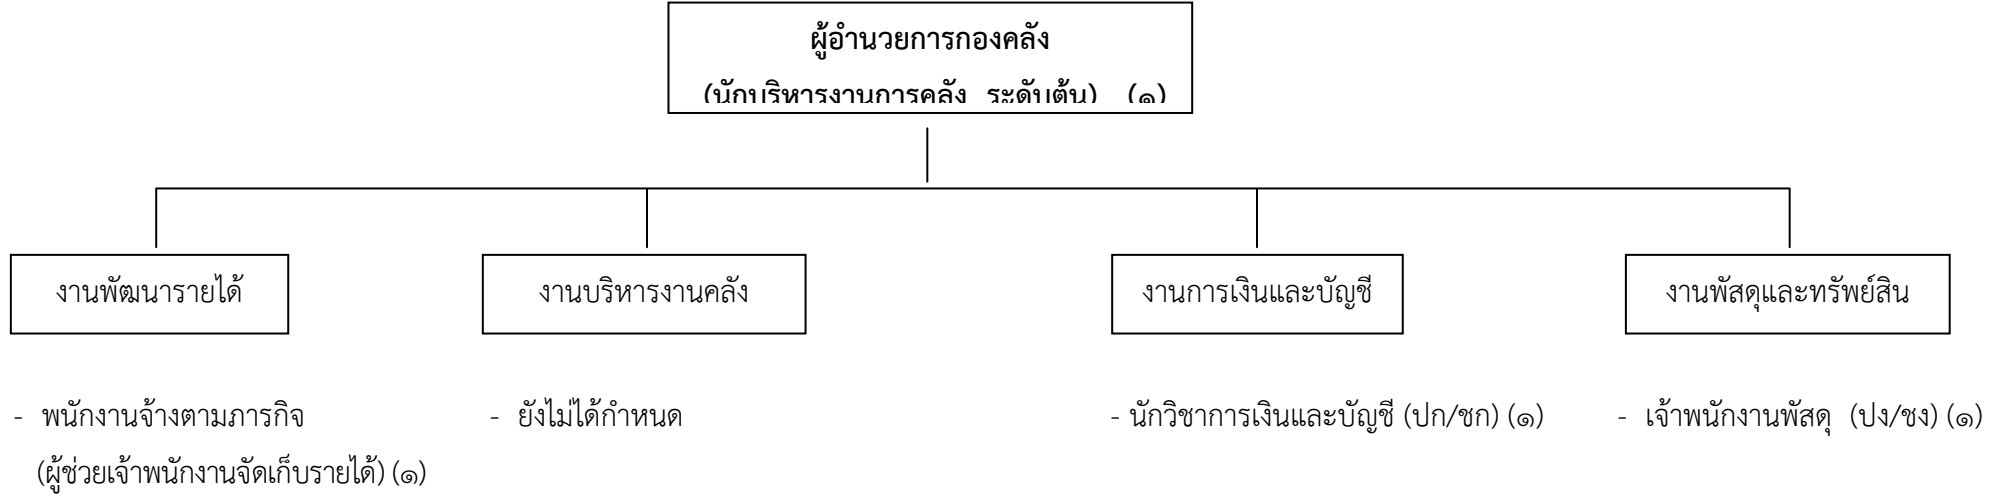 ผู้อำนวยการกองคลัง
(นักบริหารงานการคลัง ระดับต้น) (๑)
งานพัฒนารายได้
งานบริหารงานคลัง
งานการเงินและบัญชี
งานพัสดุและทรัพย์สิน
- พนักงานจ้างตามภารกิจ
(ผู้ช่วยเจ้าพนักงานจัดเก็บรายได้) (๑)
- ยังไม่ได้กำหนด
- นักวิชาการเงินและบัญชี (ปก/ชก) (๑)
- เจ้าพนักงานพัสดุ (ปง/ชง) (๑)